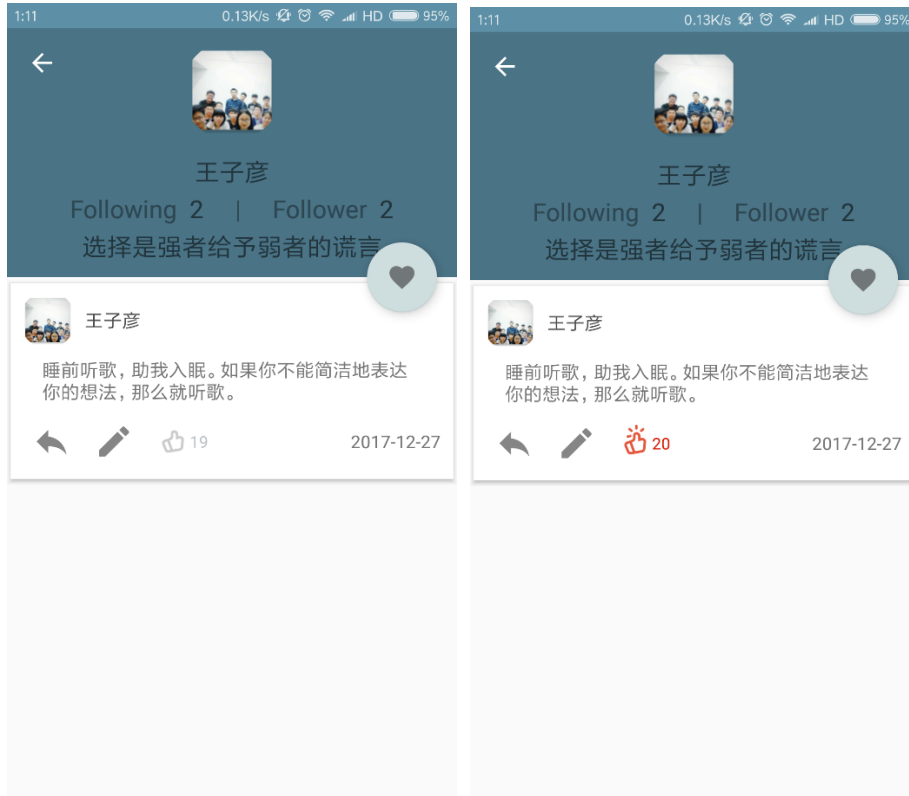 1:11 0.13K/s HD 95%
王子彦
Following 2 | Follower 2
选择是强者给予弱者的谎言
王子彦
睡前听歌，助我入眠。如果你不能简洁地表达
你的想法，那么就听歌。
19 2017-12-27
1:11 0.13K/s HD 95%
王子彦
Following 2 | Follower 2
选择是强者给予弱者的谎言
王子彦
睡前听歌，助我入眠。如果你不能简洁地表达
你的想法，那么就听歌。
20 2017-12-27